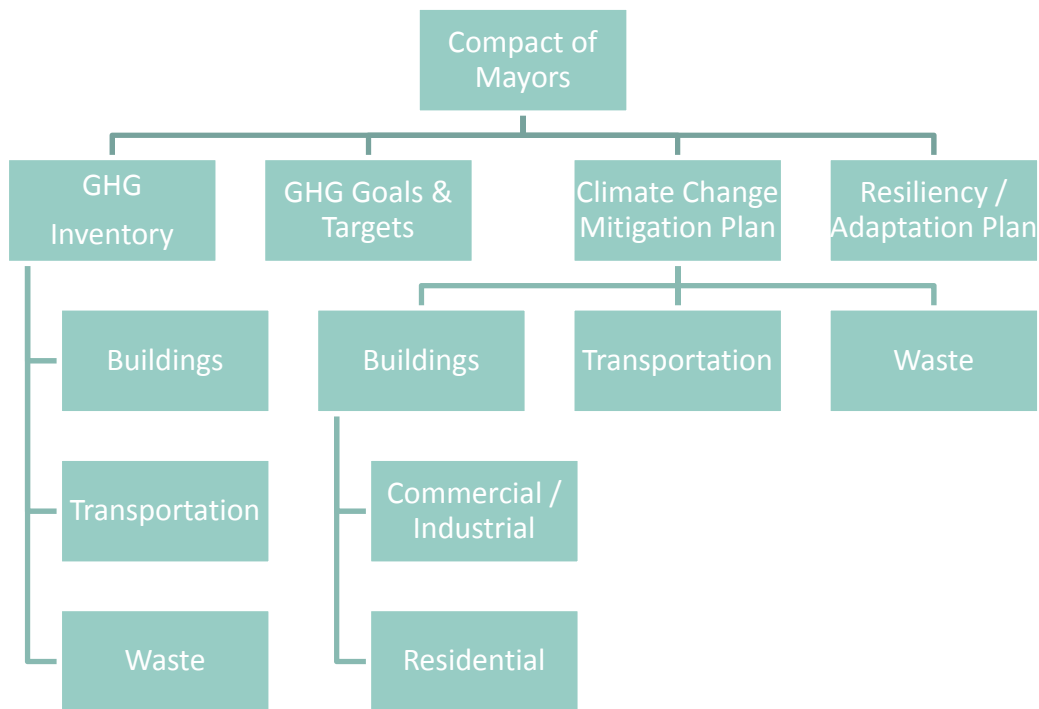 Compact of
Mayors
GHG
Inventory
GHG Goals &
Targets
Climate Change
Mitigation Plan
Resiliency /
Adaptation Plan
Buildings
Buildings
Transportation
Waste
Transportation
Commercial /
Industrial
Waste
Residential